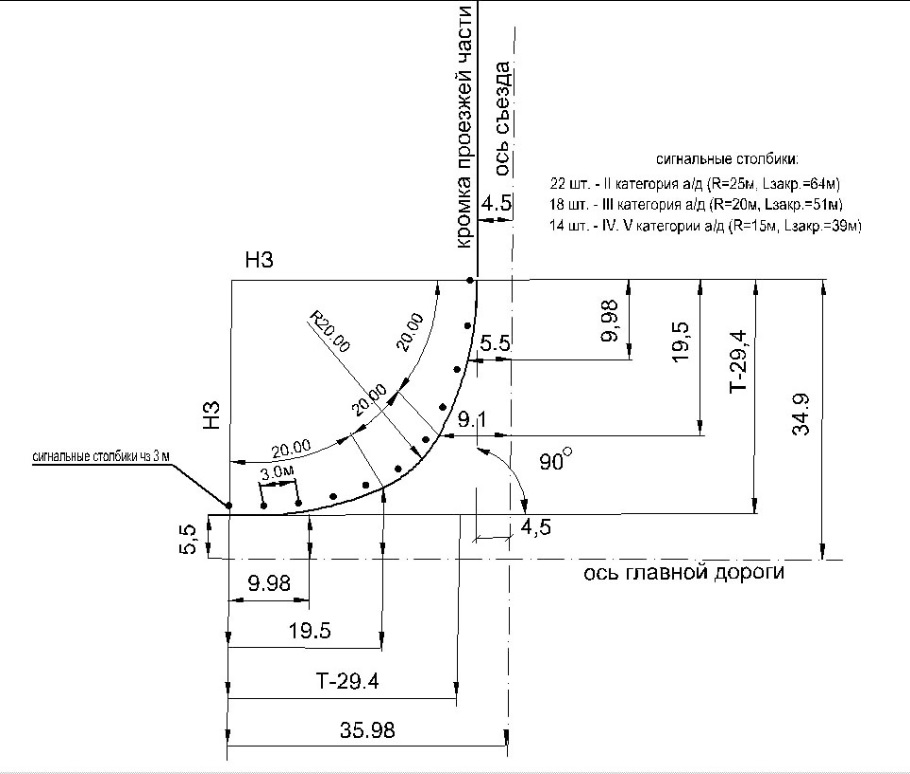 кромка проезжей части
ось съезда
сигнальные столбики:
22 шт. - II категория а/д (R=25м, Lзакр.=64м)
18 шт. - III категория а/д (R=20м, Lзакр.=51м)
14 шт. - IV. V категории а/д (R=15м, Lзакр.=39м)
4.5
НЗ
R20.00
20.00
9,98
5.5
19,5
Т-29,4
34.9
20.00
НЗ
9.1
20.00
сигнальные столбики чз 3 м
3.0м
90°
5,5
4,5
ось главной дороги
9.98
19.5
Т-29.4
35.98